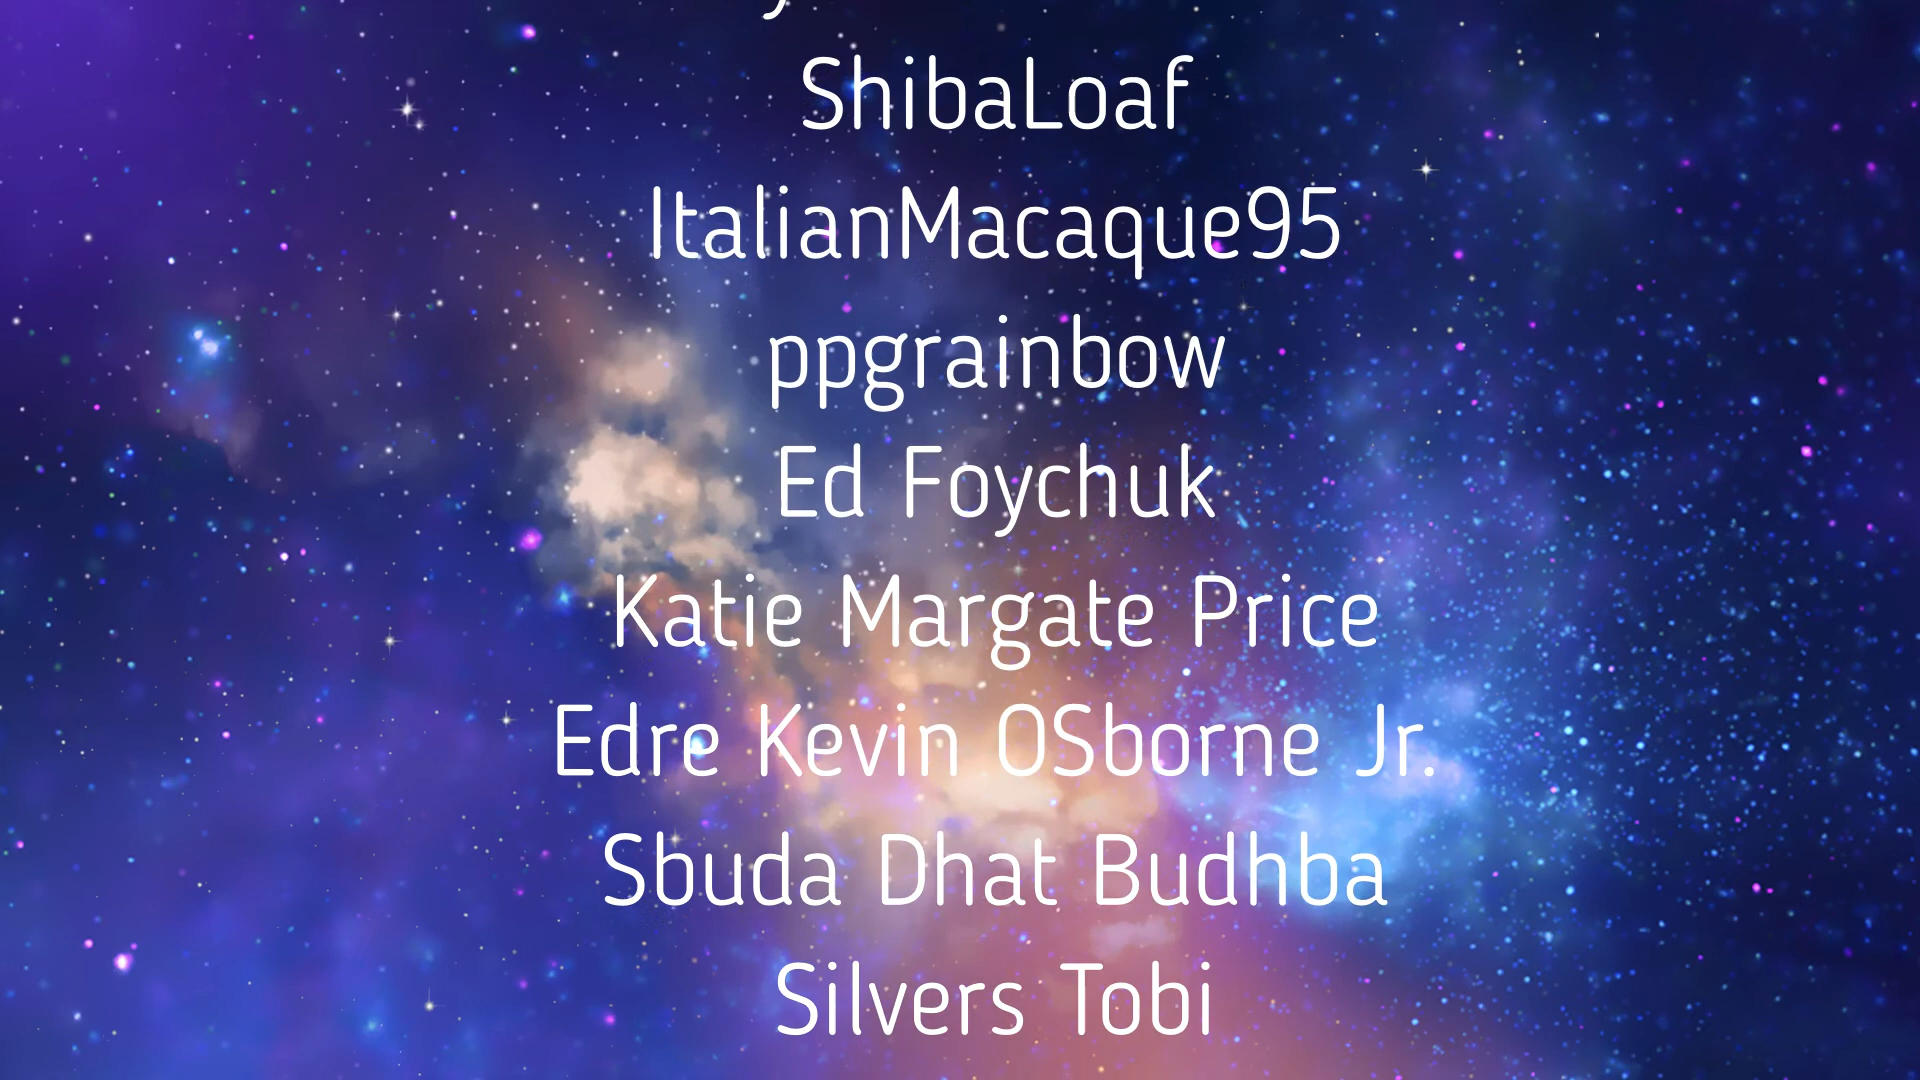 ShibaLoaf
ItalianMacaque95
ppgrainbow
Ed Foychuk
Katie Margate Price
Edre Kevin OSborne Jr.
Sbuda Dhat Budhba
Silvers Tobi